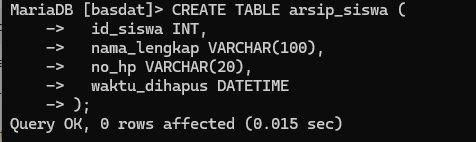 MariaDB [basdat]> CREATE TABLE arsip_siswa (
    ->   id_siswa INT,
    ->   nama_lengkap VARCHAR(100),
    ->   no_hp VARCHAR(20),
    ->   waktu_dihapus DATETIME
    -> );
Query OK, 0 rows affected (0.015 sec)